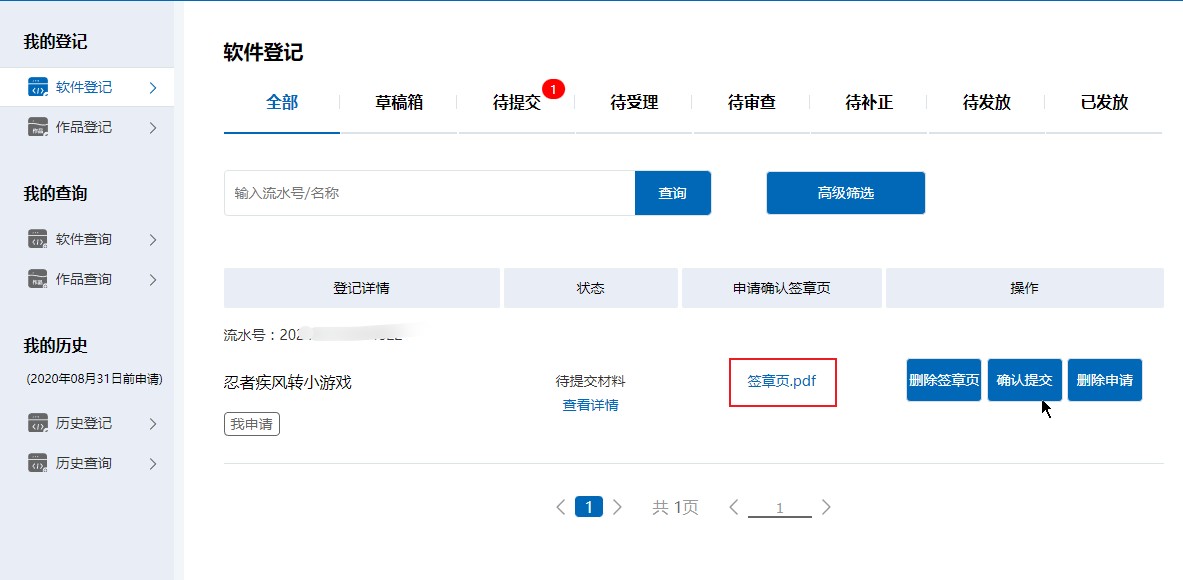 我的登记
软件登记
作品登记
我的查询
软件查询
作品查询
我的历史
(2020年08月31日前申请)
历史登记
历史查询
软件登记
全部 草稿箱 待提交 1 待受理 待审查 待补正 待发放 已发放
输入流水号/名称 查询 高级筛选
登记详情 状态 申请确认签章页 操作
流水号：202
忍者疾风转小游戏
我申请
待提交材料
查看详情
签章页.pdf
删除签章页 确认提交 删除申请
1 共 1页 1